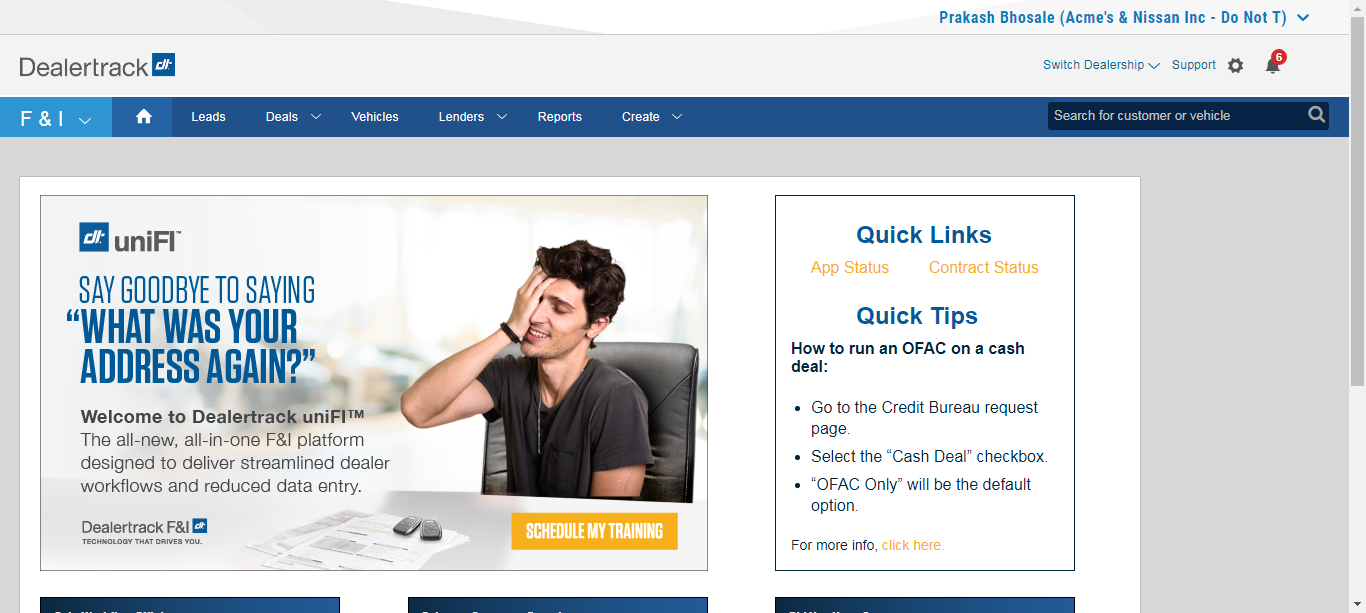 Prakash Bhosale (Acme's & Nissan Inc - Do Not T)
Dealertrack dt.
Switch Dealership
Support
6
F & I
Leads
Deals
Vehicles
Lenders
Reports
Create
Search for customer or vehicle
dt. uniFI™
SAY GOODBYE TO SAYING
“WHAT WAS YOUR
ADDRESS AGAIN?”
Welcome to Dealertrack uniFI™
The all-new, all-in-one F&I platform
designed to deliver streamlined dealer
workflows and reduced data entry.
Dealertrack F&I dt.
TECHNOLOGY THAT DRIVES YOU.
SCHEDULE MY TRAINING
Quick Links
App Status
Contract Status
Quick Tips
How to run an OFAC on a cash
deal:
Go to the Credit Bureau request
page.
Select the “Cash Deal” checkbox.
“OFAC Only” will be the default
option.
For more info, click here.